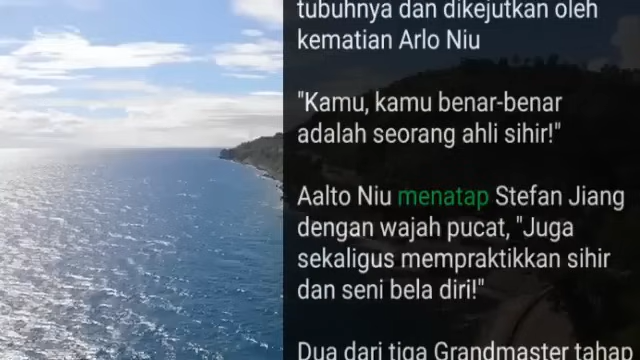 tubuhnya dan dikejutkan oleh
kematian Arlo Niu
"Kamu, kamu benar-benar
adalah seorang ahli sihir!"
Aalto Niu menatap Stefan Jiang
dengan wajah pucat, "Juga
sekaligus mempraktikkan sihir
dan seni bela diri!"
Dua dari tiga Grandmaster tahap